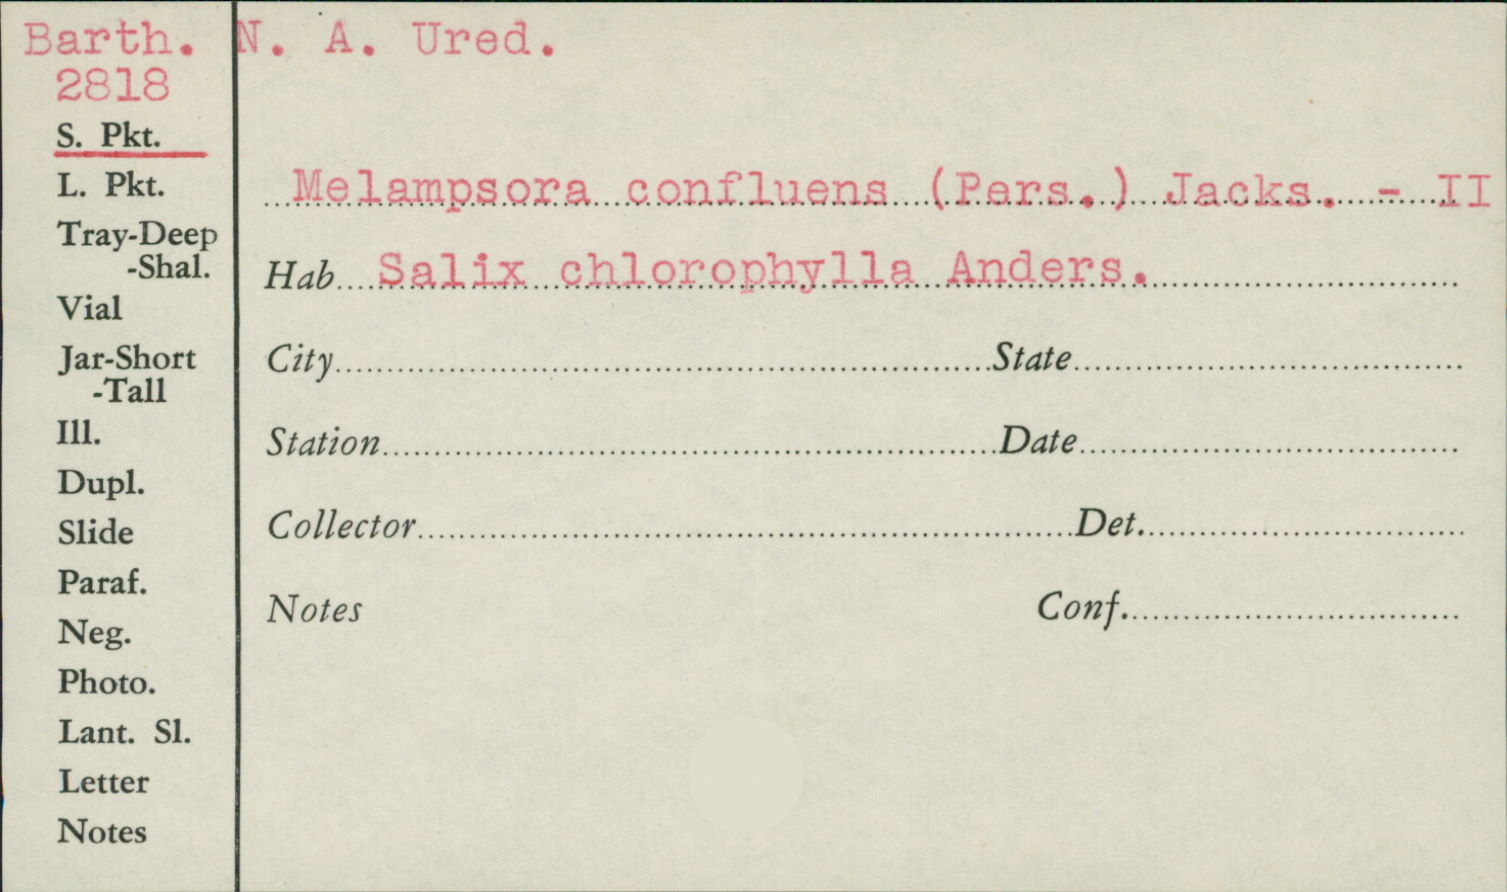 Barth. N. A. Ured.
2818
S. Pkt.
L. Pkt.
Tray-Deep
-Shal.
Vial
Jar-Short
-Tall
Ill.
Dupl.
Slide
Paraf.
Neg.
Photo.
Lant. Sl.
Letter
Notes
Melampsora confluens (Pers.) Jacks. - II
Hab. Salix chlorophylla Anders.
City State
Station Date
Collector Det.
Notes Conf.